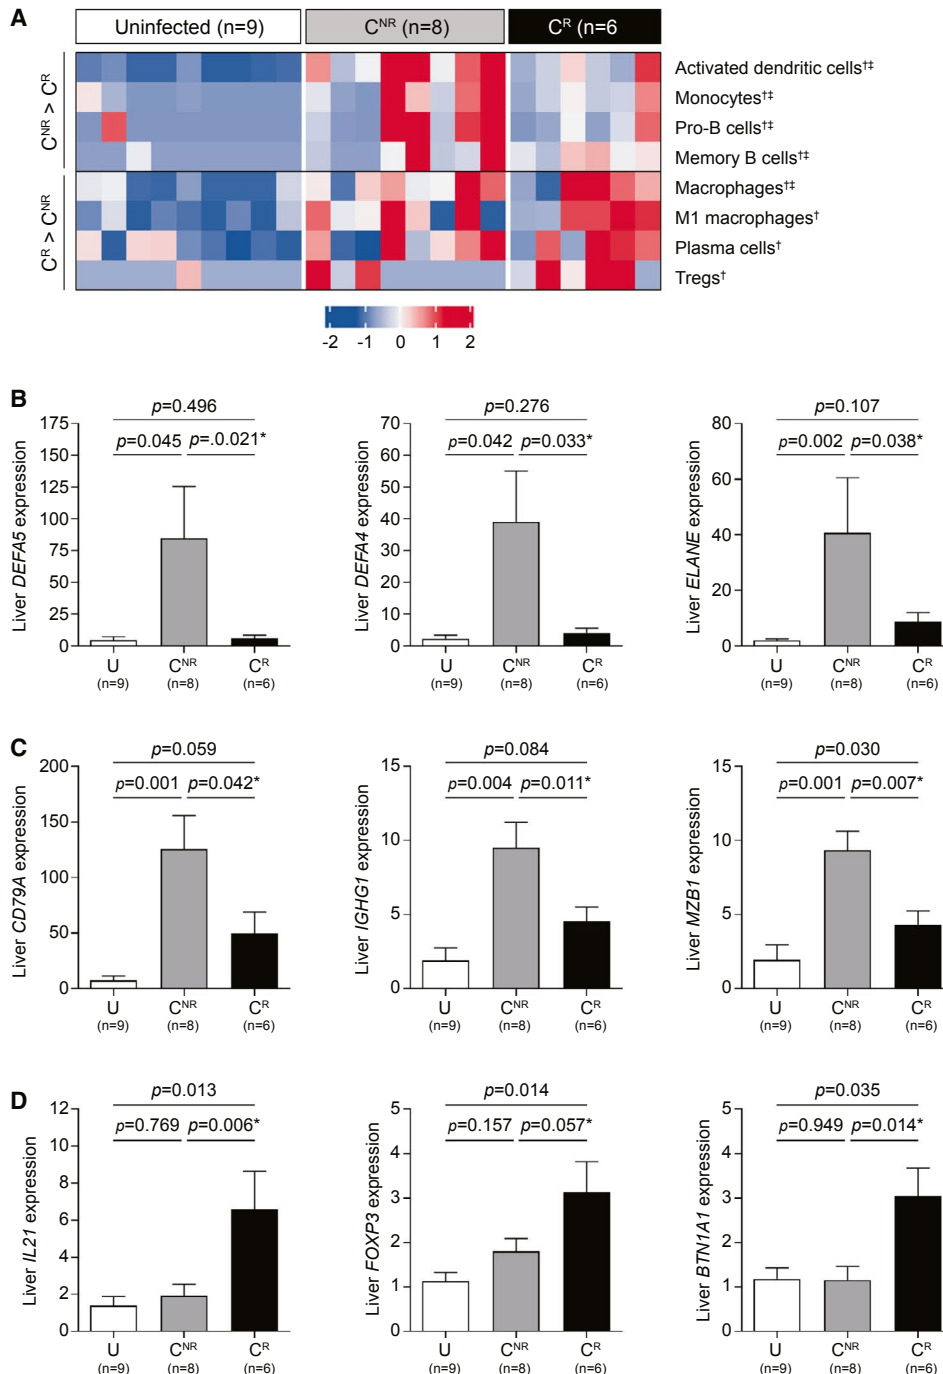 A
Uninfected (n=9) Cᴺᴿ (n=8) Cᴿ (n=6
Cᴺᴿ > Cᴿ
Activated dendritic cells†‡
Monocytes†‡
Pro-B cells†‡
Memory B cells†‡
Cᴿ > Cᴺᴿ
Macrophages†‡
M1 macrophages†
Plasma cells†
Tregs†
-2 -1 0 1 2
B
Liver DEFA5 expression
p=0.496
p=0.045 p=.0.021*
175
150
125
100
75
50
25
0
U Cᴺᴿ Cᴿ
(n=9) (n=8) (n=6)
Liver DEFA4 expression
p=0.276
p=0.042 p=0.033*
70
60
50
40
30
20
10
0
U Cᴺᴿ Cᴿ
(n=9) (n=8) (n=6)
Liver ELANE expression
p=0.107
p=0.002 p=0.038*
80
60
40
20
0
U Cᴺᴿ Cᴿ
(n=9) (n=8) (n=6)
C
Liver CD79A expression
p=0.059
p=0.001 p=0.042*
200
150
100
50
0
U Cᴺᴿ Cᴿ
(n=9) (n=8) (n=6)
Liver IGHG1 expression
p=0.084
p=0.004 p=0.011*
15
10
5
0
U Cᴺᴿ Cᴿ
(n=9) (n=8) (n=6)
Liver MZB1 expression
p=0.030
p=0.001 p=0.007*
15
10
5
0
U Cᴺᴿ Cᴿ
(n=9) (n=8) (n=6)
D
Liver IL21 expression
p=0.013
p=0.769 p=0.006*
12
10
8
6
4
2
0
U Cᴺᴿ Cᴿ
(n=9) (n=8) (n=6)
Liver FOXP3 expression
p=0.014
p=0.157 p=0.057*
5
4
3
2
1
0
U Cᴺᴿ Cᴿ
(n=9) (n=8) (n=6)
Liver BTN1A1 expression
p=0.035
p=0.949 p=0.014*
5
4
3
2
1
0
U Cᴺᴿ Cᴿ
(n=9) (n=8) (n=6)